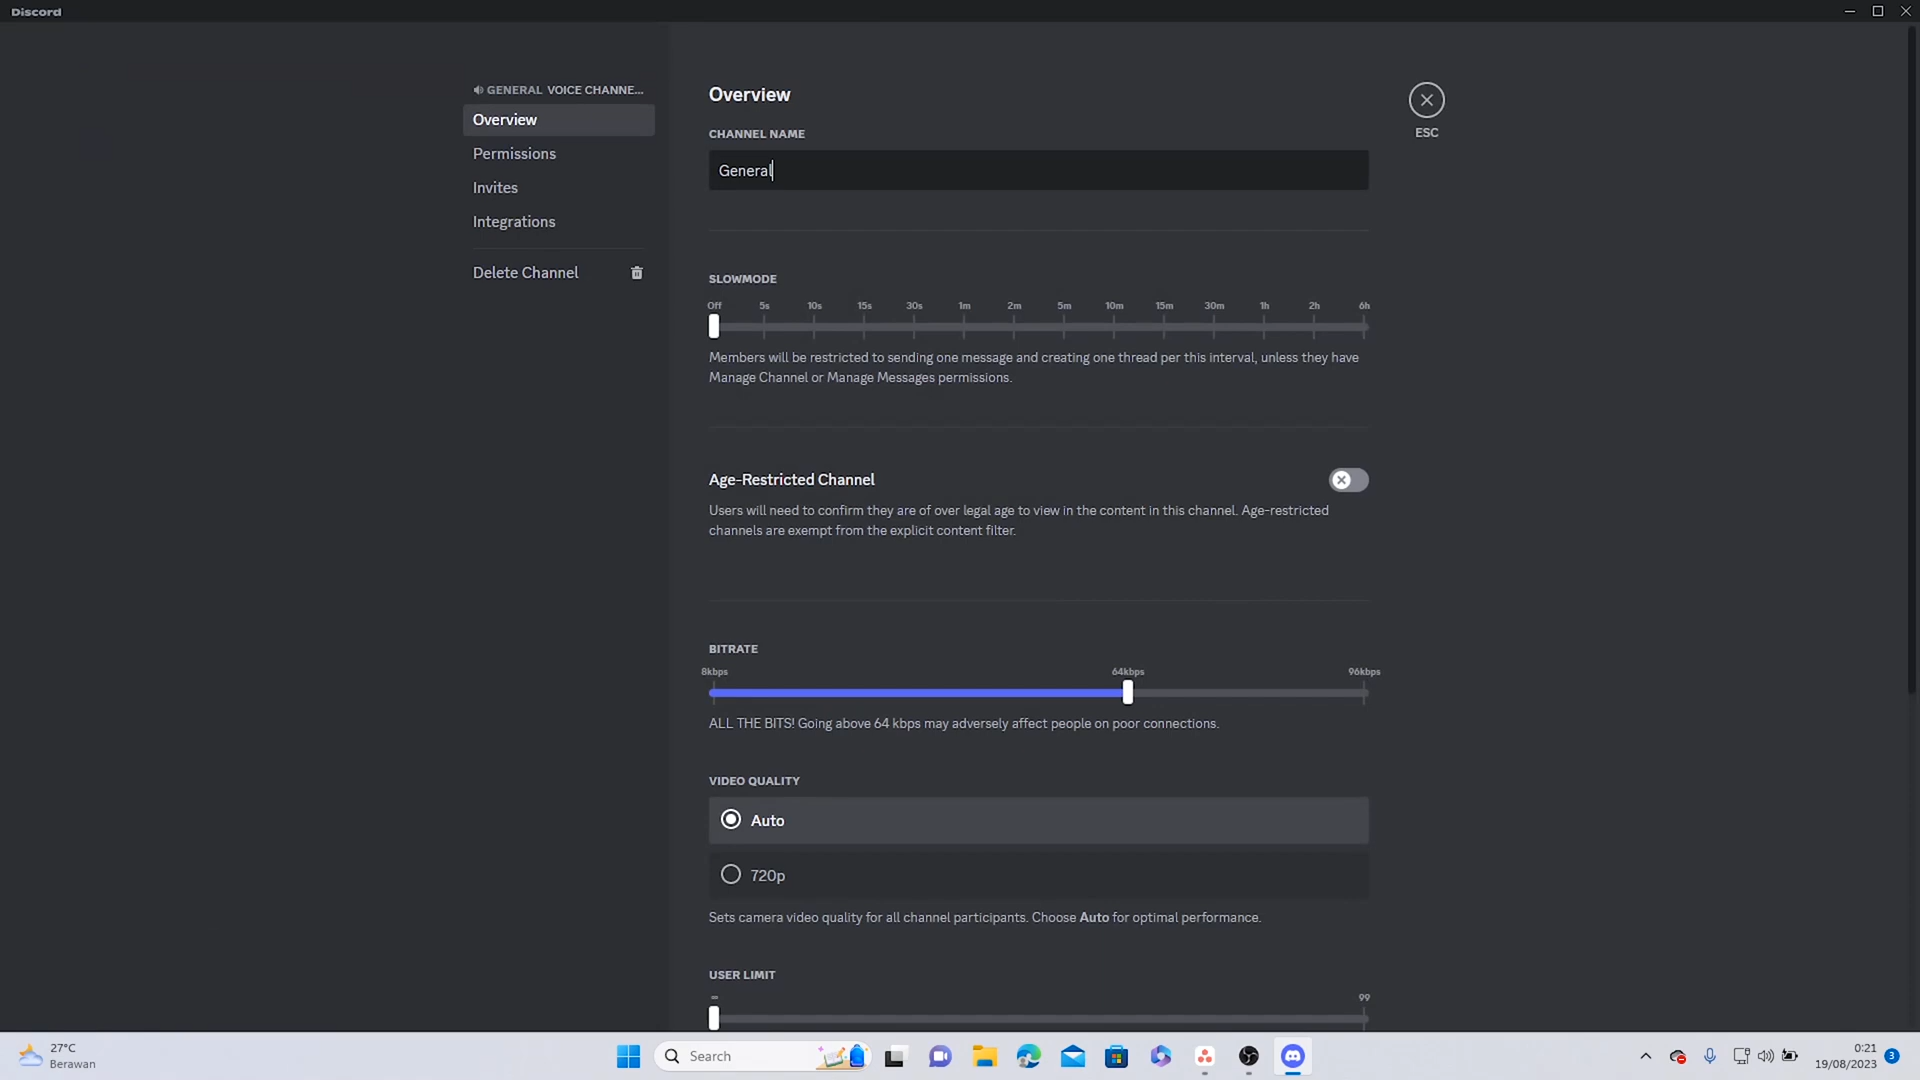 Discord
GENERAL VOICE CHANNE...
Overview
Permissions
Invites
Integrations
Delete Channel
Overview
ESC
CHANNEL NAME
General
SLOWMODE
Off 5s 10s 15s 30s 1m 2m 5m 10m 15m 30m 1h 2h 6h
Members will be restricted to sending one message and creating one thread per this interval, unless they have
Manage Channel or Manage Messages permissions.
Age-Restricted Channel
Users will need to confirm they are of over legal age to view in the content in this channel. Age-restricted
channels are exempt from the explicit content filter.
BITRATE
8kbps 64kbps 96kbps
ALL THE BITS! Going above 64 kbps may adversely affect people on poor connections.
VIDEO QUALITY
Auto
720p
Sets camera video quality for all channel participants. Choose Auto for optimal performance.
USER LIMIT
∞ 99
27°C
Berawan
Search
0:21
19/08/2023
3